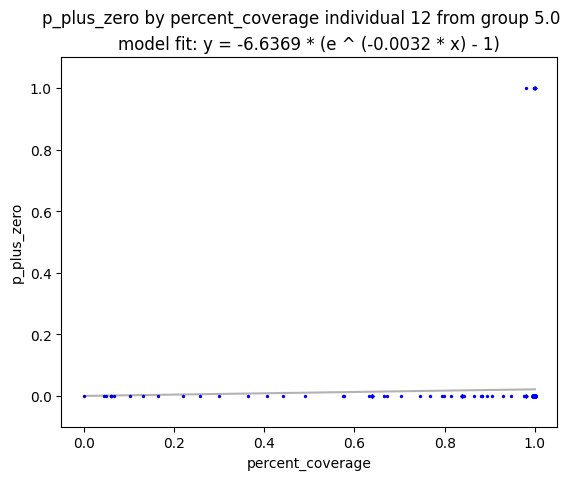 p_plus_zero by percent_coverage individual 12 from group 5.0
model fit: y = -6.6369 * (e ^ (-0.0032 * x) - 1)
1.0
0.8
0.6
0.4
0.2
0.0
p_plus_zero
0.0 0.2 0.4 0.6 0.8 1.0
percent_coverage